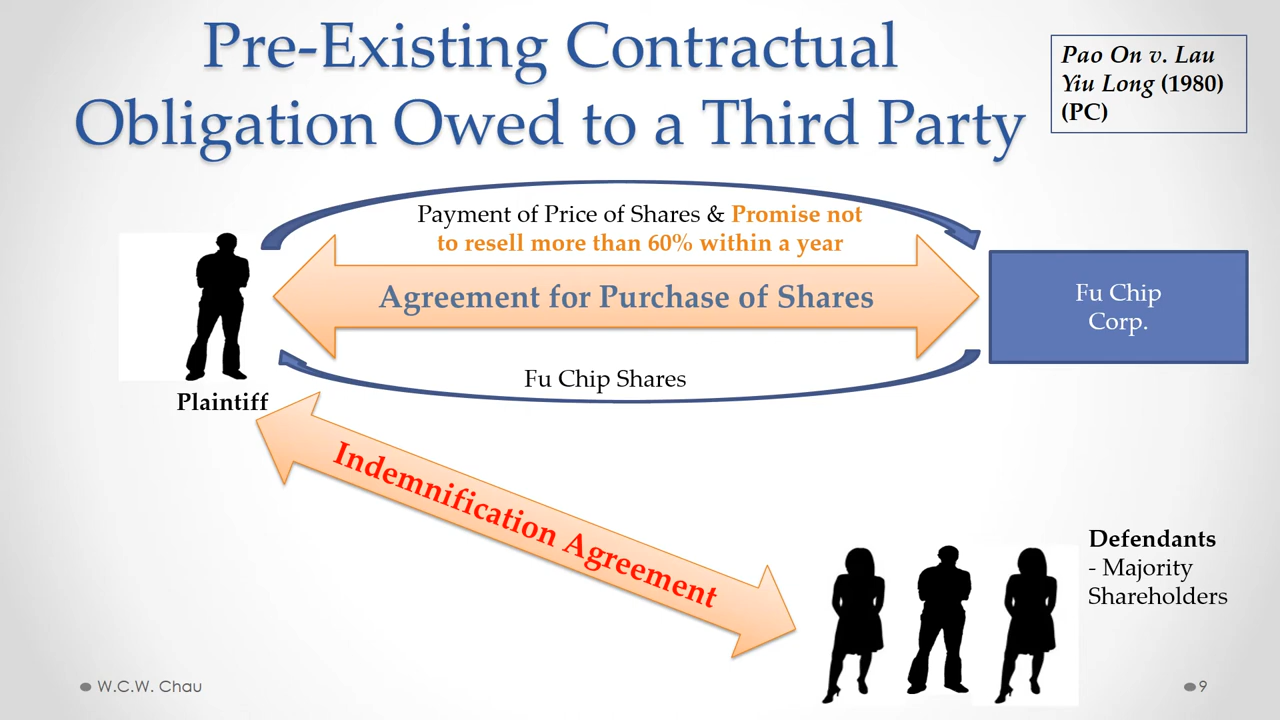 Pre-Existing Contractual
Obligation Owed to a Third Party
Pao On v. Lau
Yiu Long (1980)
(PC)
Payment of Price of Shares & Promise not
to resell more than 60% within a year
Agreement for Purchase of Shares
Fu Chip
Corp.
Fu Chip Shares
Plaintiff
Indemnification Agreement
Defendants
- Majority
Shareholders
W.C.W. Chau
9